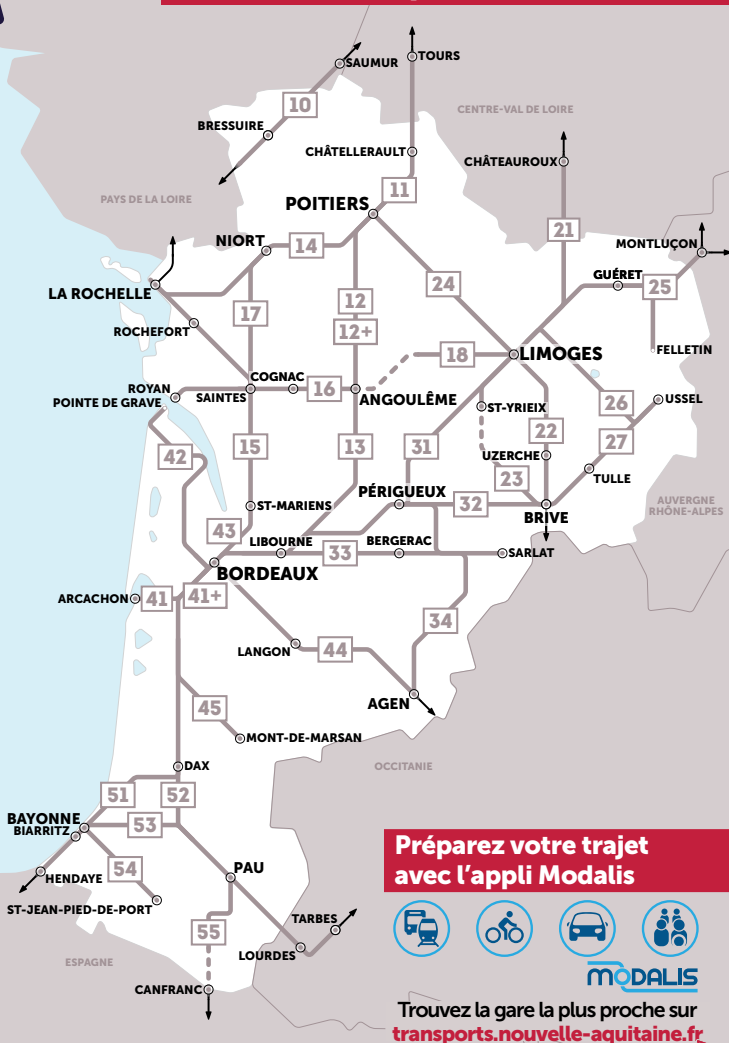 SAUMUR
TOURS
10
CENTRE-VAL DE LOIRE
BRESSUIRE
CHÂTELLERAULT
CHÂTEAUROUX
11
PAYS DE LA LOIRE
POITIERS
21
NIORT
14
MONTLUÇON
GUÉRET
25
24
LA ROCHELLE
12
17
12+
ROCHEFORT
18
LIMOGES
FELLETIN
COGNAC
ROYAN
16
POINTE DE GRAVE
SAINTES
ANGOULÊME
ST-YRIEIX
26
USSEL
22
27
42
15
13
31
UZERCHE
23
TULLE
PÉRIGUEUX
32
AUVERGNE
RHÔNE-ALPES
ST-MARIENS
BRIVE
43
LIBOURNE
33
BERGERAC
SARLAT
BORDEAUX
ARCACHON
41
41+
34
LANGON
44
AGEN
45
MONT-DE-MARSAN
DAX
OCCITANIE
51
52
BAYONNE
53
BIARRITZ
54
PAU
HENDAYE
ST-JEAN-PIED-DE-PORT
TARBES
55
LOURDES
ESPAGNE
CANFRANC
Préparez votre trajet
avec l'appli Modalis
MODALIS
Trouvez la gare la plus proche sur
transports.nouvelle-aquitaine.fr